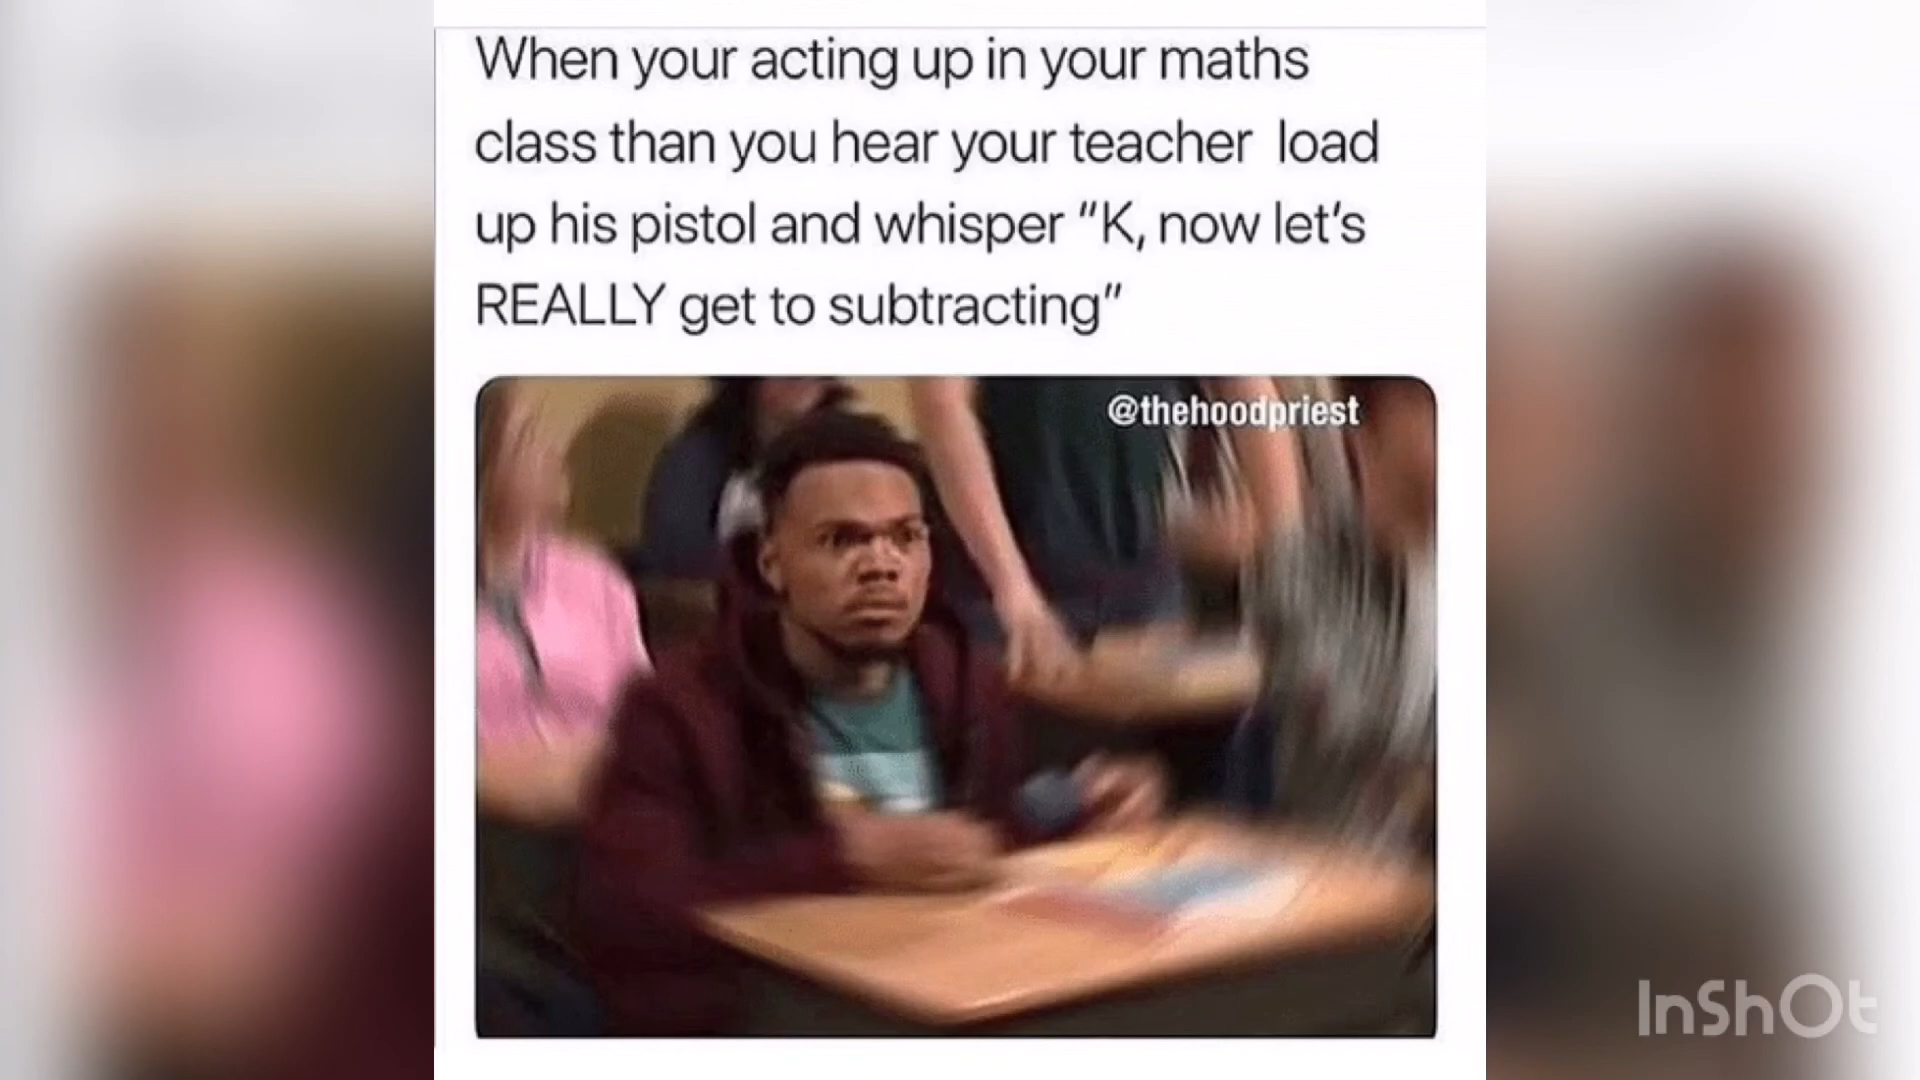 When your acting up in your maths
class than you hear your teacher load
up his pistol and whisper "K, now let's
REALLY get to subtracting"
@thehoodpriest
InShOt